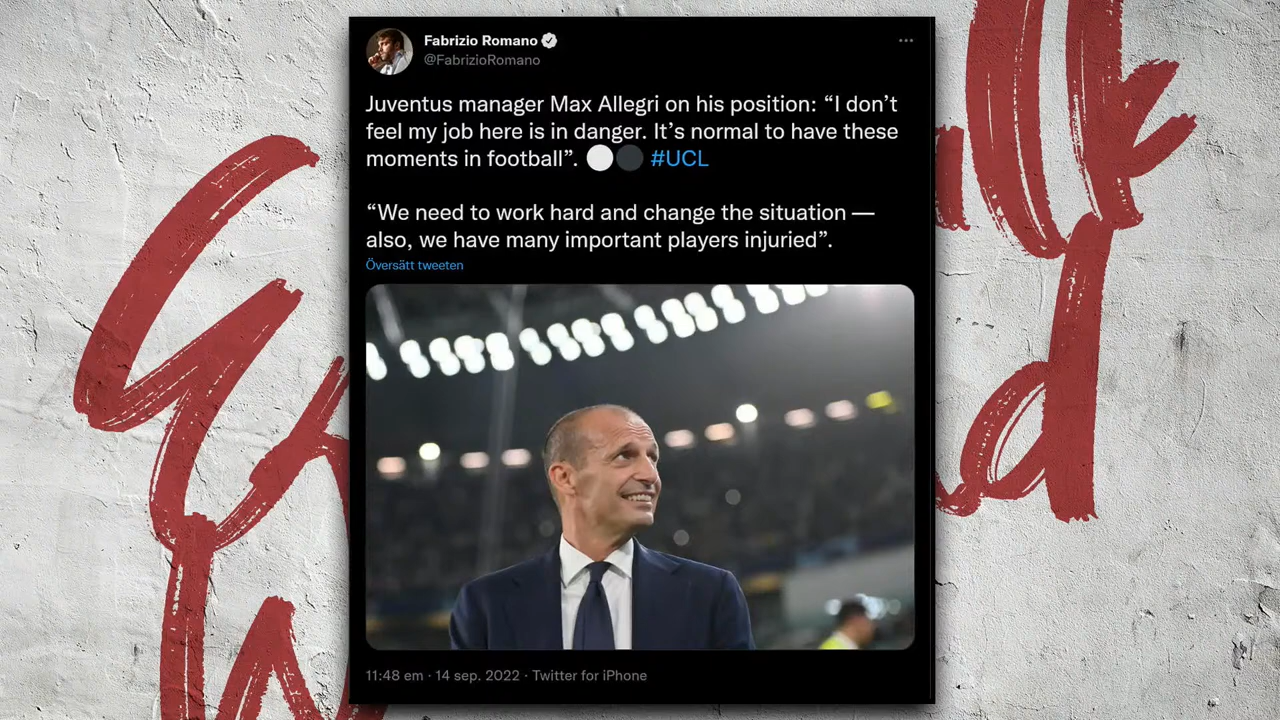 Fabrizio Romano
@FabrizioRomano
Juventus manager Max Allegri on his position: “I don’t
feel my job here is in danger. It’s normal to have these
moments in football”. ⚪️⚫️ #UCL
“We need to work hard and change the situation —
also, we have many important players injuried”.
Översätt tweeten
11:48 em · 14 sep. 2022 · Twitter for iPhone